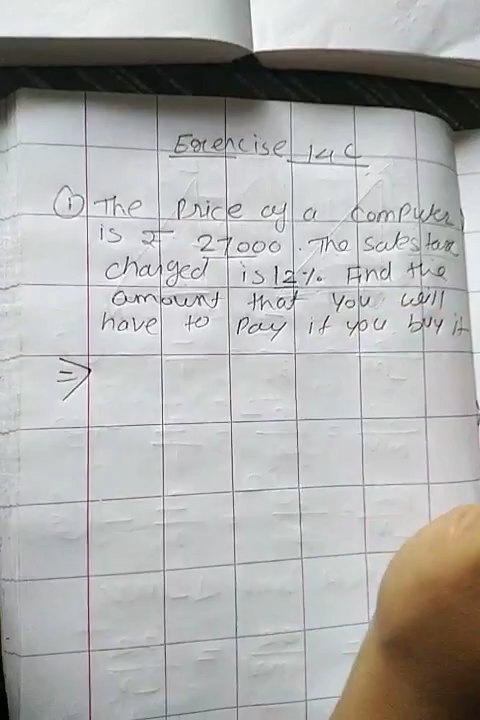 Exercise 14 C
① The price of a computer
is ₹ 27000. The sales tax
charged is 12%. Find the
amount that you will
have to pay if you buy it
⇒